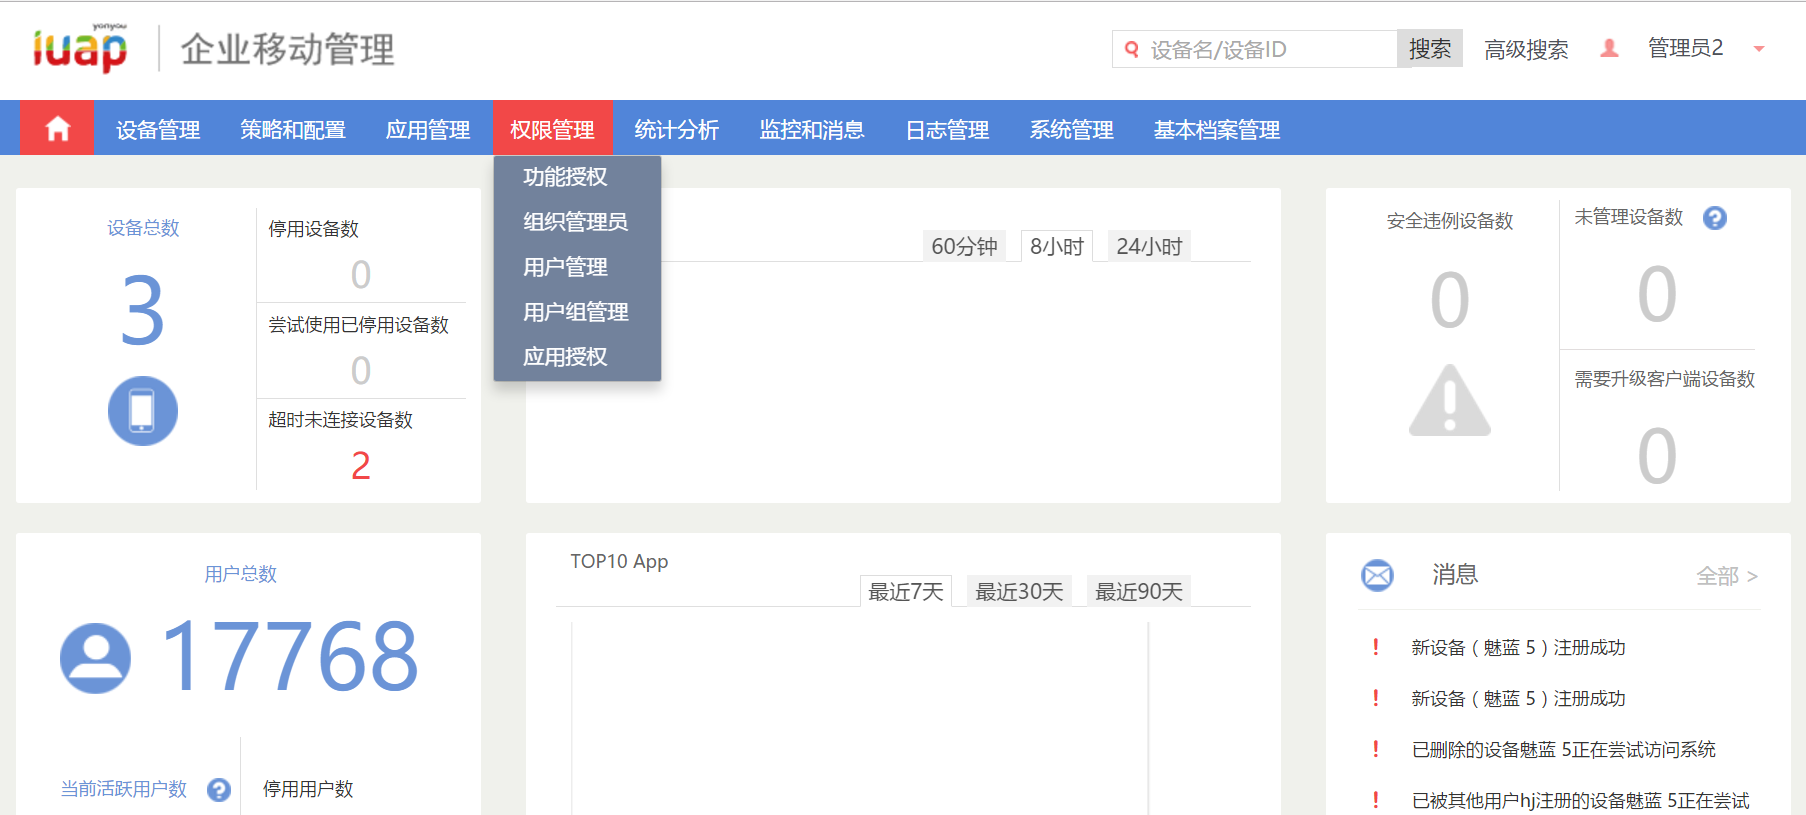 yonyou
iuap 企业移动管理
设备名/设备ID 搜索 高级搜索 管理员2
设备管理 策略和配置 应用管理 权限管理 统计分析 监控和消息 日志管理 系统管理 基本档案管理
功能授权
组织管理员
用户管理
用户组管理
应用授权
设备总数
3
停用设备数
0
尝试使用已停用设备数
0
超时未连接设备数
2
60分钟 8小时 24小时
安全违例设备数
0
未管理设备数 ?
0
需要升级客户端设备数
0
用户总数
17768
当前活跃用户数 ? 停用用户数
TOP10 App
最近7天 最近30天 最近90天
消息 全部 >
! 新设备（魅蓝 5）注册成功
! 新设备（魅蓝 5）注册成功
! 已删除的设备魅蓝 5正在尝试访问系统
! 已被其他用户hj注册的设备魅蓝 5正在尝试